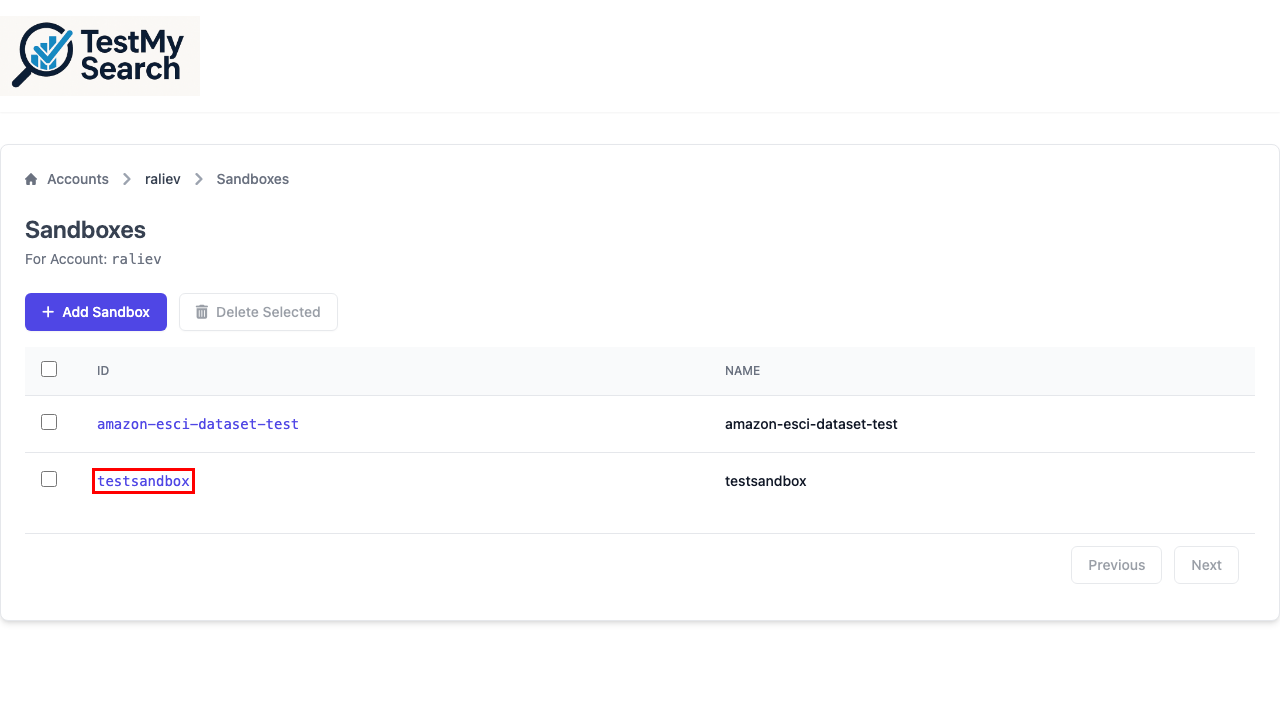 TestMy
Search
Accounts raliev Sandboxes
Sandboxes
For Account: raliev
Add Sandbox Delete Selected
ID NAME
amazon-esci-dataset-test amazon-esci-dataset-test
testsandbox testsandbox
Previous Next